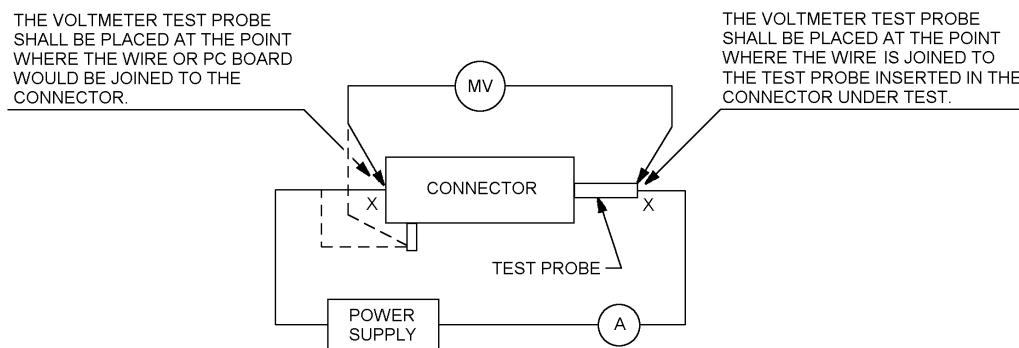 THE VOLTMETER TEST PROBE
SHALL BE PLACED AT THE POINT
WHERE THE WIRE OR PC BOARD
WOULD BE JOINED TO THE
CONNECTOR.
THE VOLTMETER TEST PROBE
SHALL BE PLACED AT THE POINT
WHERE THE WIRE IS JOINED TO
THE TEST PROBE INSERTED IN THE
CONNECTOR UNDER TEST.
MV
CONNECTOR
X
X
TEST PROBE
POWER
SUPPLY
A